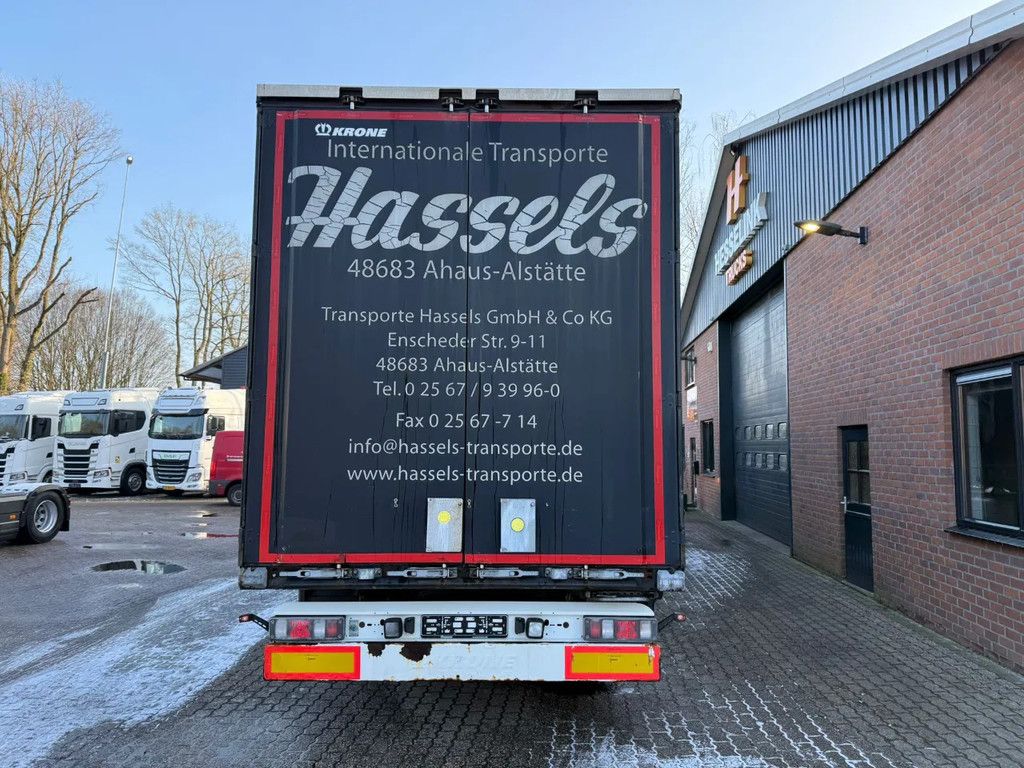 KRONE
Internationale Transporte
Hassels
48683 Ahaus-Alstätte
Transporte Hassels GmbH & Co KG
Enscheder Str. 9-11
48683 Ahaus-Alstätte
Tel. 0 25 67 / 9 39 96-0
Fax 0 25 67 -7 14
info@hassels-transporte.de
www.hassels-transporte.de
KRONE
H
TRUCKS